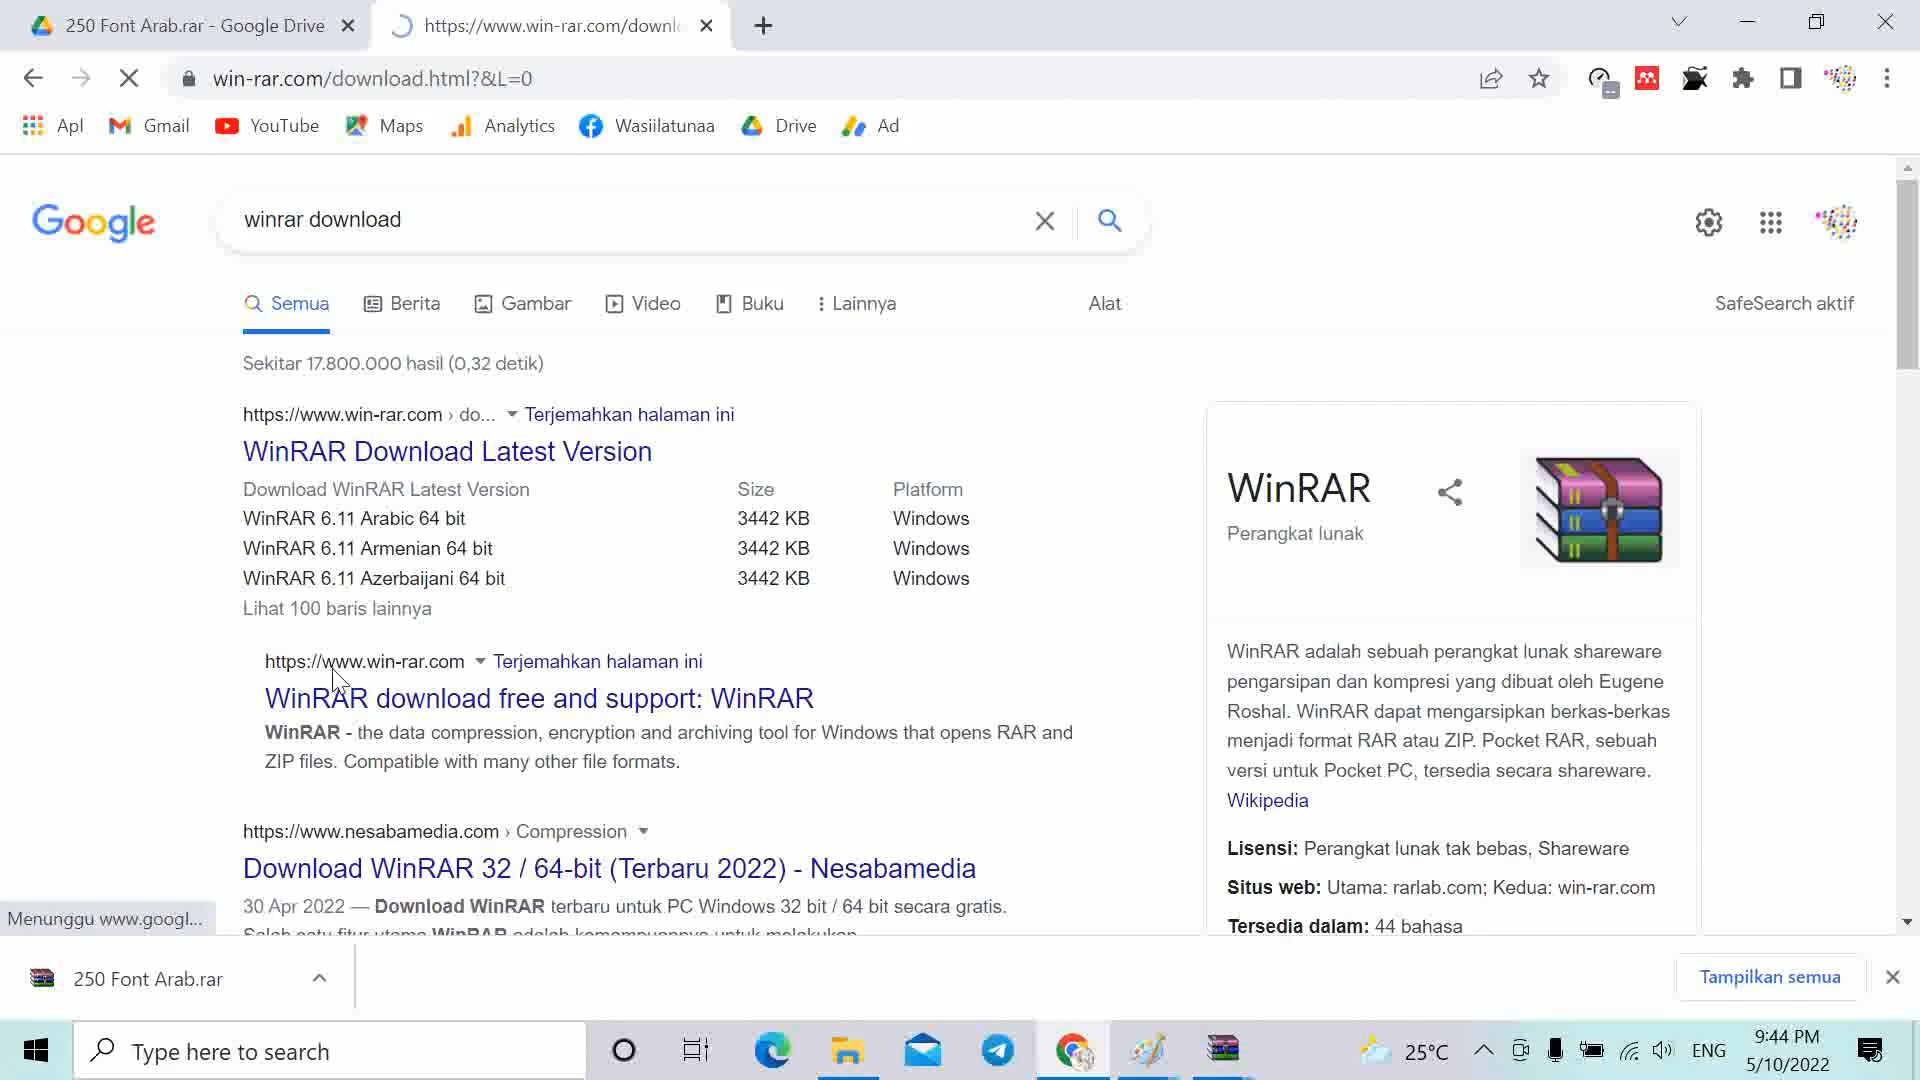 250 Font Arab.rar - Google Drive
https://www.win-rar.com/downl
win-rar.com/download.html?&L=0
Apl
Gmail
YouTube
Maps
Analytics
Wasiilatunaa
Drive
Ad
Google
winrar download
Semua
Berita
Gambar
Video
Buku
Lainnya
Alat
SafeSearch aktif
Sekitar 17.800.000 hasil (0,32 detik)
https://www.win-rar.com › do... Terjemahkan halaman ini
WinRAR Download Latest Version
Download WinRAR Latest Version Size Platform
WinRAR 6.11 Arabic 64 bit 3442 KB Windows
WinRAR 6.11 Armenian 64 bit 3442 KB Windows
WinRAR 6.11 Azerbaijani 64 bit 3442 KB Windows
Lihat 100 baris lainnya
https://www.win-rar.com Terjemahkan halaman ini
WinRAR download free and support: WinRAR
WinRAR - the data compression, encryption and archiving tool for Windows that opens RAR and
ZIP files. Compatible with many other file formats.
https://www.nesabamedia.com › Compression
Download WinRAR 32 / 64-bit (Terbaru 2022) - Nesabamedia
30 Apr 2022 — Download WinRAR terbaru untuk PC Windows 32 bit / 64 bit secara gratis.
Salah satu fitur utama WinRAR adalah kemampuannya untuk melakukan
WinRAR
Perangkat lunak
WinRAR adalah sebuah perangkat lunak shareware
pengarsipan dan kompresi yang dibuat oleh Eugene
Roshal. WinRAR dapat mengarsipkan berkas-berkas
menjadi format RAR atau ZIP. Pocket RAR, sebuah
versi untuk Pocket PC, tersedia secara shareware.
Wikipedia
Lisensi: Perangkat lunak tak bebas, Shareware
Situs web: Utama: rarlab.com; Kedua: win-rar.com
Tersedia dalam: 44 bahasa
Menunggu www.googl...
250 Font Arab.rar
Tampilkan semua
Type here to search
25°C
ENG
9:44 PM
5/10/2022